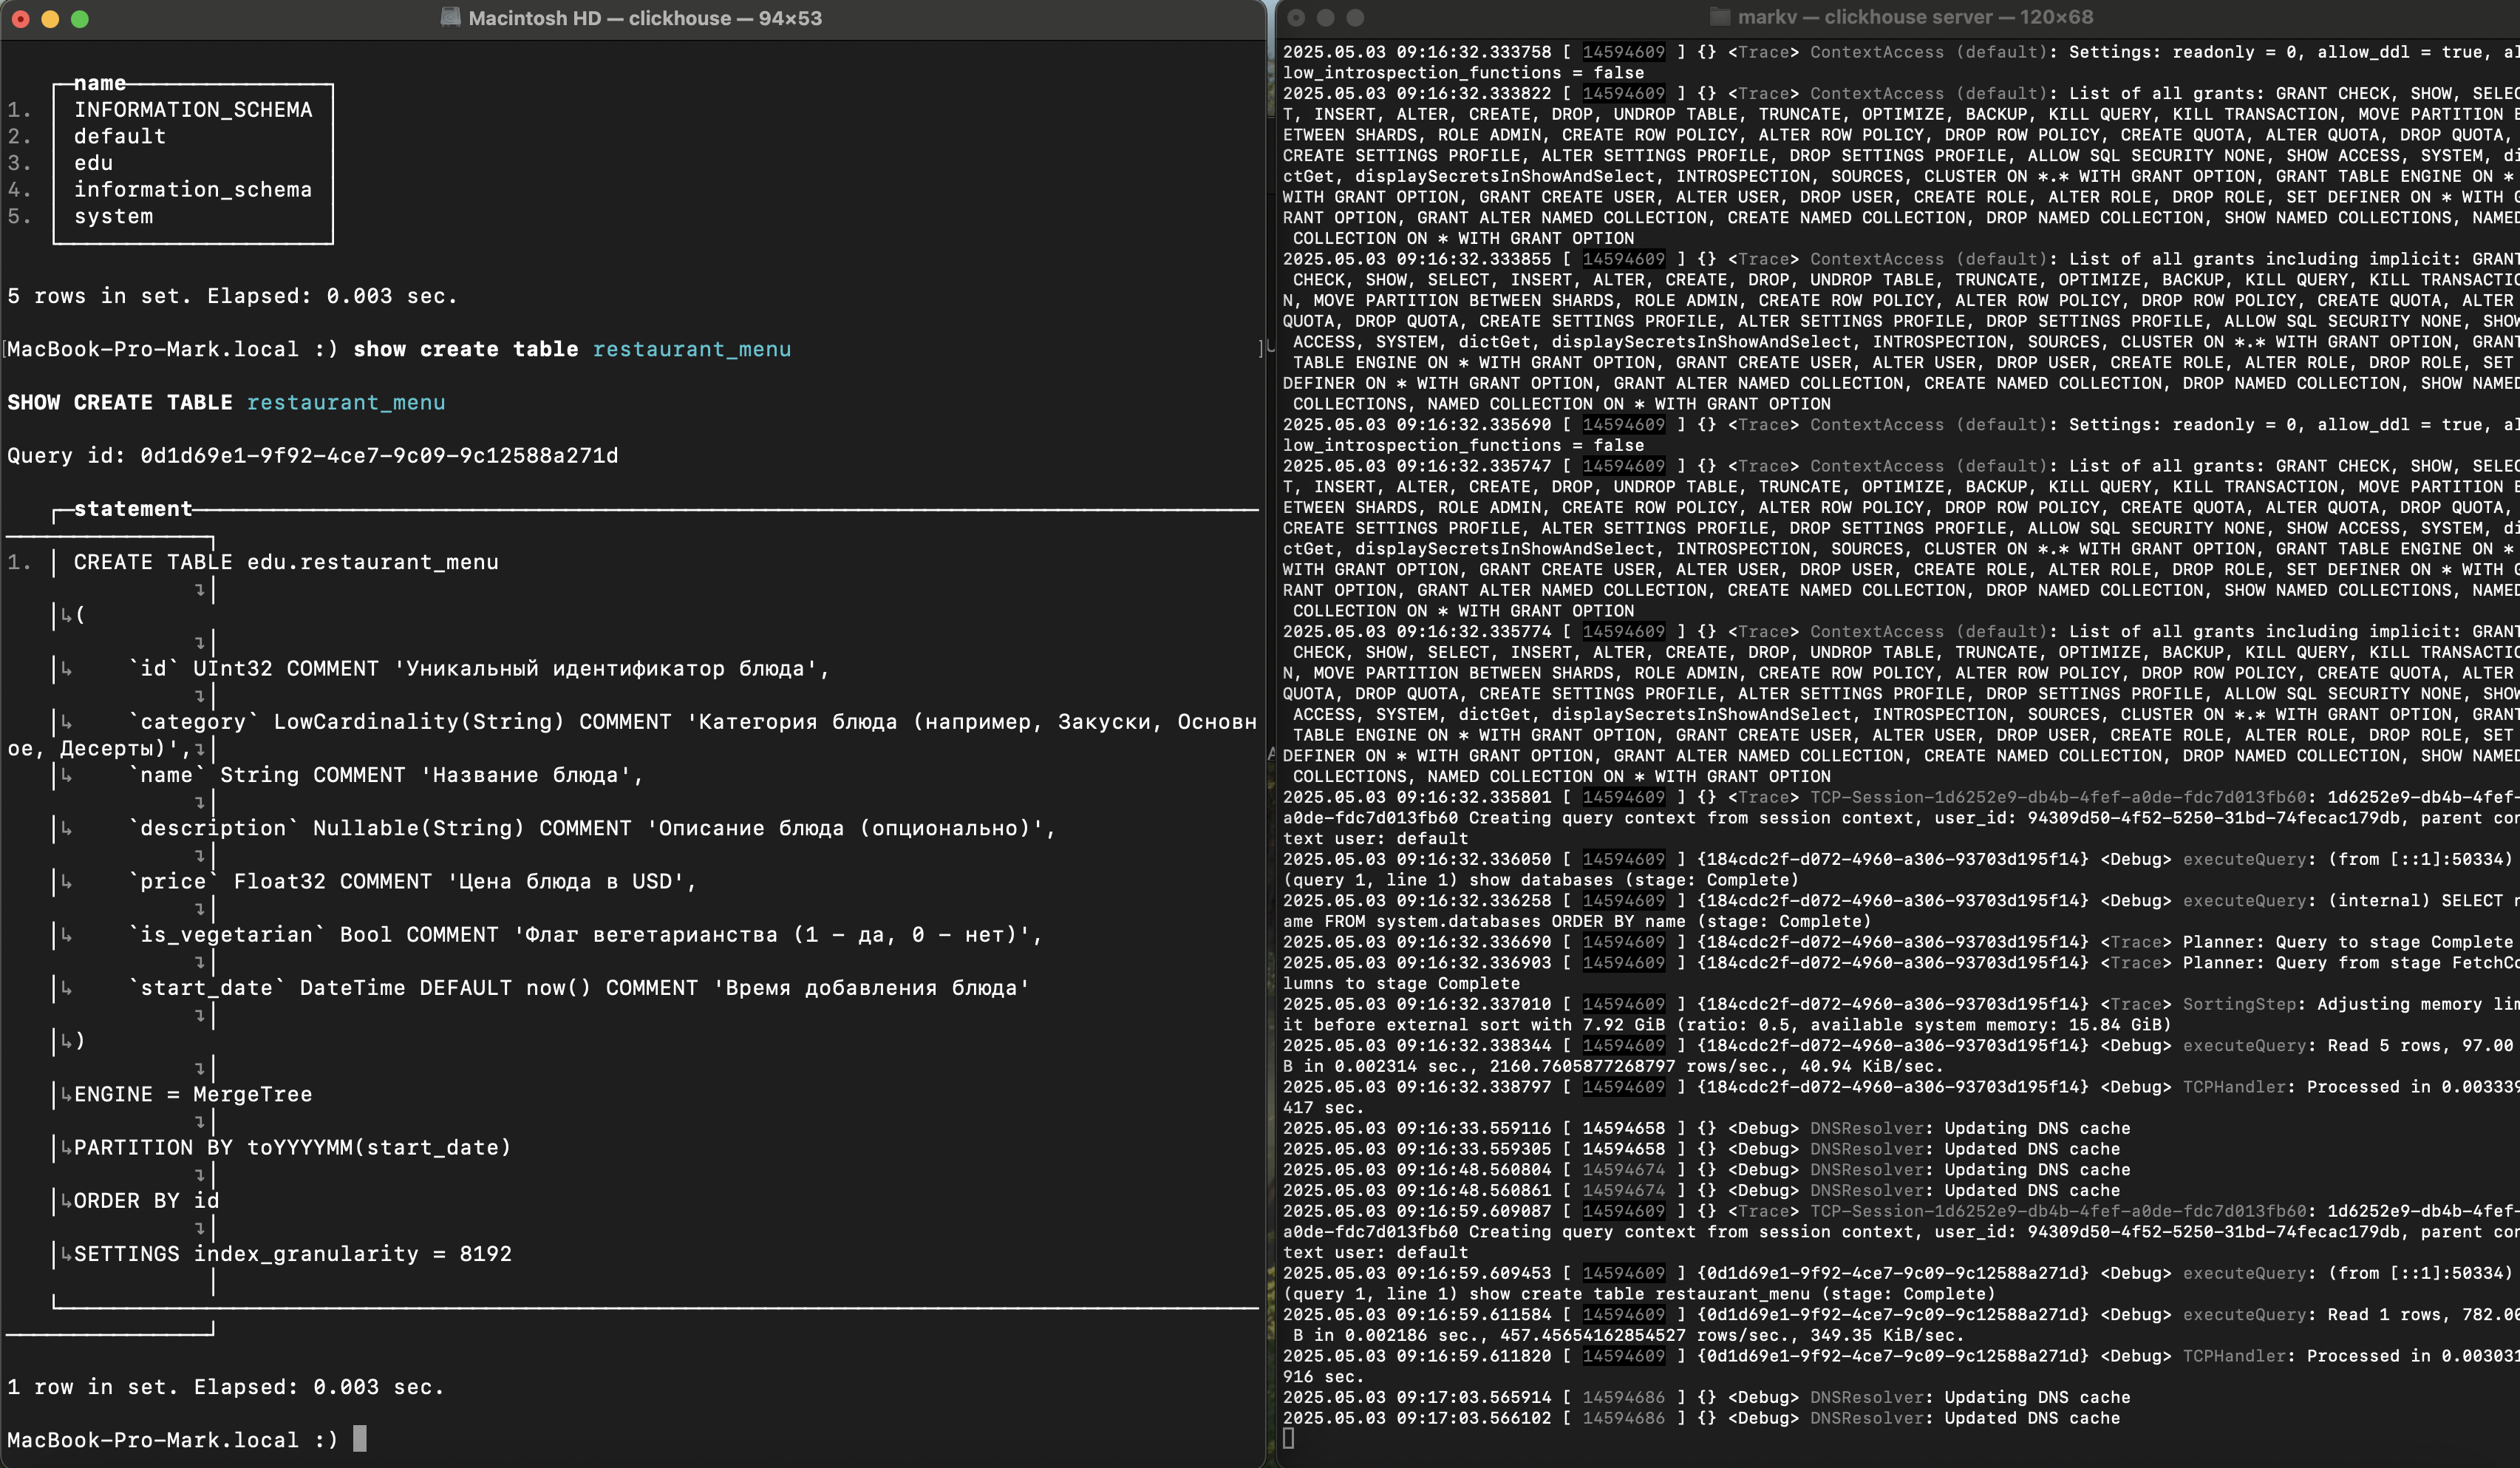 Macintosh HD — clickhouse — 94×53
name
1. INFORMATION_SCHEMA
2. default
3. edu
4. information_schema
5. system
5 rows in set. Elapsed: 0.003 sec.
[MacBook-Pro-Mark.local :) show create table restaurant_menu ]
SHOW CREATE TABLE restaurant_menu
Query id: 0d1d69e1-9f92-4ce7-9c09-9c12588a271d
statement
1. CREATE TABLE edu.restaurant_menu
↴
↳(
↴
↳ `id` UInt32 COMMENT 'Уникальный идентификатор блюда',
↴
↳ `category` LowCardinality(String) COMMENT 'Категория блюда (например, Закуски, Основн
ое, Десерты)',↴
↳ `name` String COMMENT 'Название блюда',
↴
↳ `description` Nullable(String) COMMENT 'Описание блюда (опционально)',
↴
↳ `price` Float32 COMMENT 'Цена блюда в USD',
↴
↳ `is_vegetarian` Bool COMMENT 'Флаг вегетарианства (1 - да, 0 - нет)',
↴
↳ `start_date` DateTime DEFAULT now() COMMENT 'Время добавления блюда'
↴
↳)
↴
↳ENGINE = MergeTree
↴
↳PARTITION BY toYYYYMM(start_date)
↴
↳ORDER BY id
↴
↳SETTINGS index_granularity = 8192
1 row in set. Elapsed: 0.003 sec.
MacBook-Pro-Mark.local :)
markv — clickhouse server — 120×68
2025.05.03 09:16:32.333758 [ 14594609 ] {} <Trace> ContextAccess (default): Settings: readonly = 0, allow_ddl = true, al
low_introspection_functions = false
2025.05.03 09:16:32.333822 [ 14594609 ] {} <Trace> ContextAccess (default): List of all grants: GRANT CHECK, SHOW, SELEC
T, INSERT, ALTER, CREATE, DROP, UNDROP TABLE, TRUNCATE, OPTIMIZE, BACKUP, KILL QUERY, KILL TRANSACTION, MOVE PARTITION B
ETWEEN SHARDS, ROLE ADMIN, CREATE ROW POLICY, ALTER ROW POLICY, DROP ROW POLICY, CREATE QUOTA, ALTER QUOTA, DROP QUOTA,
CREATE SETTINGS PROFILE, ALTER SETTINGS PROFILE, DROP SETTINGS PROFILE, ALLOW SQL SECURITY NONE, SHOW ACCESS, SYSTEM, di
ctGet, displaySecretsInShowAndSelect, INTROSPECTION, SOURCES, CLUSTER ON *.* WITH GRANT OPTION, GRANT TABLE ENGINE ON *
WITH GRANT OPTION, GRANT CREATE USER, ALTER USER, DROP USER, CREATE ROLE, ALTER ROLE, DROP ROLE, SET DEFINER ON * WITH G
RANT OPTION, GRANT ALTER NAMED COLLECTION, CREATE NAMED COLLECTION, DROP NAMED COLLECTION, SHOW NAMED COLLECTIONS, NAMED
COLLECTION ON * WITH GRANT OPTION
2025.05.03 09:16:32.333855 [ 14594609 ] {} <Trace> ContextAccess (default): List of all grants including implicit: GRANT
CHECK, SHOW, SELECT, INSERT, ALTER, CREATE, DROP, UNDROP TABLE, TRUNCATE, OPTIMIZE, BACKUP, KILL QUERY, KILL TRANSACTIO
N, MOVE PARTITION BETWEEN SHARDS, ROLE ADMIN, CREATE ROW POLICY, ALTER ROW POLICY, DROP ROW POLICY, CREATE QUOTA, ALTER
QUOTA, DROP QUOTA, CREATE SETTINGS PROFILE, ALTER SETTINGS PROFILE, DROP SETTINGS PROFILE, ALLOW SQL SECURITY NONE, SHOW
ACCESS, SYSTEM, dictGet, displaySecretsInShowAndSelect, INTROSPECTION, SOURCES, CLUSTER ON *.* WITH GRANT OPTION, GRANT
TABLE ENGINE ON * WITH GRANT OPTION, GRANT CREATE USER, ALTER USER, DROP USER, CREATE ROLE, ALTER ROLE, DROP ROLE, SET
DEFINER ON * WITH GRANT OPTION, GRANT ALTER NAMED COLLECTION, CREATE NAMED COLLECTION, DROP NAMED COLLECTION, SHOW NAMED
COLLECTIONS, NAMED COLLECTION ON * WITH GRANT OPTION
2025.05.03 09:16:32.335690 [ 14594609 ] {} <Trace> ContextAccess (default): Settings: readonly = 0, allow_ddl = true, al
low_introspection_functions = false
2025.05.03 09:16:32.335747 [ 14594609 ] {} <Trace> ContextAccess (default): List of all grants: GRANT CHECK, SHOW, SELEC
T, INSERT, ALTER, CREATE, DROP, UNDROP TABLE, TRUNCATE, OPTIMIZE, BACKUP, KILL QUERY, KILL TRANSACTION, MOVE PARTITION B
ETWEEN SHARDS, ROLE ADMIN, CREATE ROW POLICY, ALTER ROW POLICY, DROP ROW POLICY, CREATE QUOTA, ALTER QUOTA, DROP QUOTA,
CREATE SETTINGS PROFILE, ALTER SETTINGS PROFILE, DROP SETTINGS PROFILE, ALLOW SQL SECURITY NONE, SHOW ACCESS, SYSTEM, di
ctGet, displaySecretsInShowAndSelect, INTROSPECTION, SOURCES, CLUSTER ON *.* WITH GRANT OPTION, GRANT TABLE ENGINE ON *
WITH GRANT OPTION, GRANT CREATE USER, ALTER USER, DROP USER, CREATE ROLE, ALTER ROLE, DROP ROLE, SET DEFINER ON * WITH G
RANT OPTION, GRANT ALTER NAMED COLLECTION, CREATE NAMED COLLECTION, DROP NAMED COLLECTION, SHOW NAMED COLLECTIONS, NAMED
COLLECTION ON * WITH GRANT OPTION
2025.05.03 09:16:32.335774 [ 14594609 ] {} <Trace> ContextAccess (default): List of all grants including implicit: GRANT
CHECK, SHOW, SELECT, INSERT, ALTER, CREATE, DROP, UNDROP TABLE, TRUNCATE, OPTIMIZE, BACKUP, KILL QUERY, KILL TRANSACTIO
N, MOVE PARTITION BETWEEN SHARDS, ROLE ADMIN, CREATE ROW POLICY, ALTER ROW POLICY, DROP ROW POLICY, CREATE QUOTA, ALTER
QUOTA, DROP QUOTA, CREATE SETTINGS PROFILE, ALTER SETTINGS PROFILE, DROP SETTINGS PROFILE, ALLOW SQL SECURITY NONE, SHOW
ACCESS, SYSTEM, dictGet, displaySecretsInShowAndSelect, INTROSPECTION, SOURCES, CLUSTER ON *.* WITH GRANT OPTION, GRANT
TABLE ENGINE ON * WITH GRANT OPTION, GRANT CREATE USER, ALTER USER, DROP USER, CREATE ROLE, ALTER ROLE, DROP ROLE, SET
DEFINER ON * WITH GRANT OPTION, GRANT ALTER NAMED COLLECTION, CREATE NAMED COLLECTION, DROP NAMED COLLECTION, SHOW NAMED
COLLECTIONS, NAMED COLLECTION ON * WITH GRANT OPTION
2025.05.03 09:16:32.335801 [ 14594609 ] {} <Trace> TCP-Session-1d6252e9-db4b-4fef-a0de-fdc7d013fb60: 1d6252e9-db4b-4fef-
a0de-fdc7d013fb60 Creating query context from session context, user_id: 94309d50-4f52-5250-31bd-74fecac179db, parent con
text user: default
2025.05.03 09:16:32.336050 [ 14594609 ] {184cdc2f-d072-4960-a306-93703d195f14} <Debug> executeQuery: (from [::1]:50334)
(query 1, line 1) show databases (stage: Complete)
2025.05.03 09:16:32.336258 [ 14594609 ] {184cdc2f-d072-4960-a306-93703d195f14} <Debug> executeQuery: (internal) SELECT n
ame FROM system.databases ORDER BY name (stage: Complete)
2025.05.03 09:16:32.336690 [ 14594609 ] {184cdc2f-d072-4960-a306-93703d195f14} <Trace> Planner: Query to stage Complete
2025.05.03 09:16:32.336903 [ 14594609 ] {184cdc2f-d072-4960-a306-93703d195f14} <Trace> Planner: Query from stage FetchCo
lumns to stage Complete
2025.05.03 09:16:32.337010 [ 14594609 ] {184cdc2f-d072-4960-a306-93703d195f14} <Trace> SortingStep: Adjusting memory lim
it before external sort with 7.92 GiB (ratio: 0.5, available system memory: 15.84 GiB)
2025.05.03 09:16:32.338344 [ 14594609 ] {184cdc2f-d072-4960-a306-93703d195f14} <Debug> executeQuery: Read 5 rows, 97.00
B in 0.002314 sec., 2160.7605877268797 rows/sec., 40.94 KiB/sec.
2025.05.03 09:16:32.338797 [ 14594609 ] {184cdc2f-d072-4960-a306-93703d195f14} <Debug> TCPHandler: Processed in 0.003339
417 sec.
2025.05.03 09:16:33.559116 [ 14594658 ] {} <Debug> DNSResolver: Updating DNS cache
2025.05.03 09:16:33.559305 [ 14594658 ] {} <Debug> DNSResolver: Updated DNS cache
2025.05.03 09:16:48.560804 [ 14594674 ] {} <Debug> DNSResolver: Updating DNS cache
2025.05.03 09:16:48.560861 [ 14594674 ] {} <Debug> DNSResolver: Updated DNS cache
2025.05.03 09:16:59.609087 [ 14594609 ] {} <Trace> TCP-Session-1d6252e9-db4b-4fef-a0de-fdc7d013fb60: 1d6252e9-db4b-4fef-
a0de-fdc7d013fb60 Creating query context from session context, user_id: 94309d50-4f52-5250-31bd-74fecac179db, parent con
text user: default
2025.05.03 09:16:59.609453 [ 14594609 ] {0d1d69e1-9f92-4ce7-9c09-9c12588a271d} <Debug> executeQuery: (from [::1]:50334)
(query 1, line 1) show create table restaurant_menu (stage: Complete)
2025.05.03 09:16:59.611584 [ 14594609 ] {0d1d69e1-9f92-4ce7-9c09-9c12588a271d} <Debug> executeQuery: Read 1 rows, 782.00
B in 0.002186 sec., 457.45654162854527 rows/sec., 349.35 KiB/sec.
2025.05.03 09:16:59.611820 [ 14594609 ] {0d1d69e1-9f92-4ce7-9c09-9c12588a271d} <Debug> TCPHandler: Processed in 0.003031
916 sec.
2025.05.03 09:17:03.565914 [ 14594686 ] {} <Debug> DNSResolver: Updating DNS cache
2025.05.03 09:17:03.566102 [ 14594686 ] {} <Debug> DNSResolver: Updated DNS cache